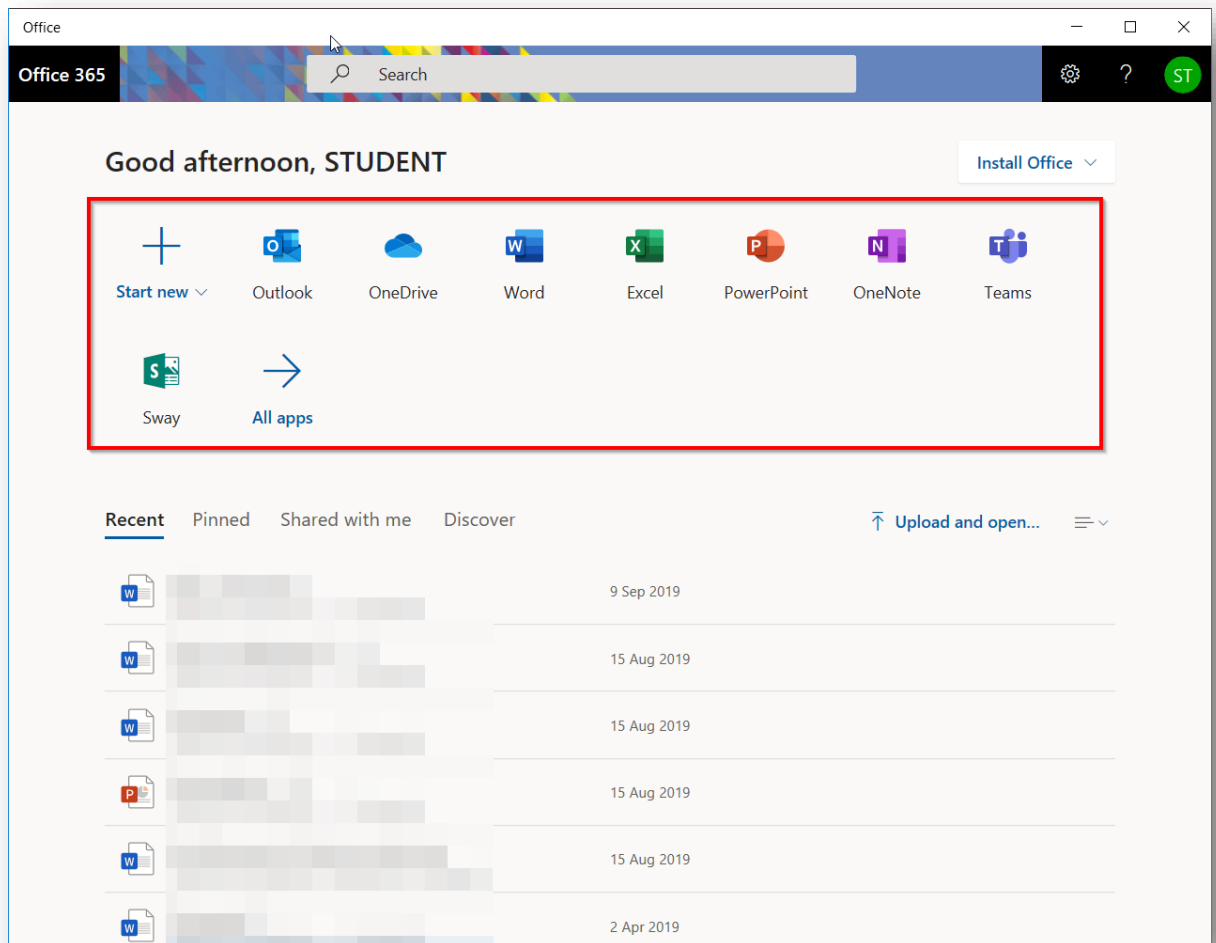 Office
Office 365
Search
?
ST
Good afternoon, STUDENT
Install Office
Start new
Outlook
OneDrive
Word
Excel
PowerPoint
OneNote
Teams
Sway
All apps
Recent
Pinned
Shared with me
Discover
Upload and open...
9 Sep 2019
15 Aug 2019
15 Aug 2019
15 Aug 2019
15 Aug 2019
2 Apr 2019